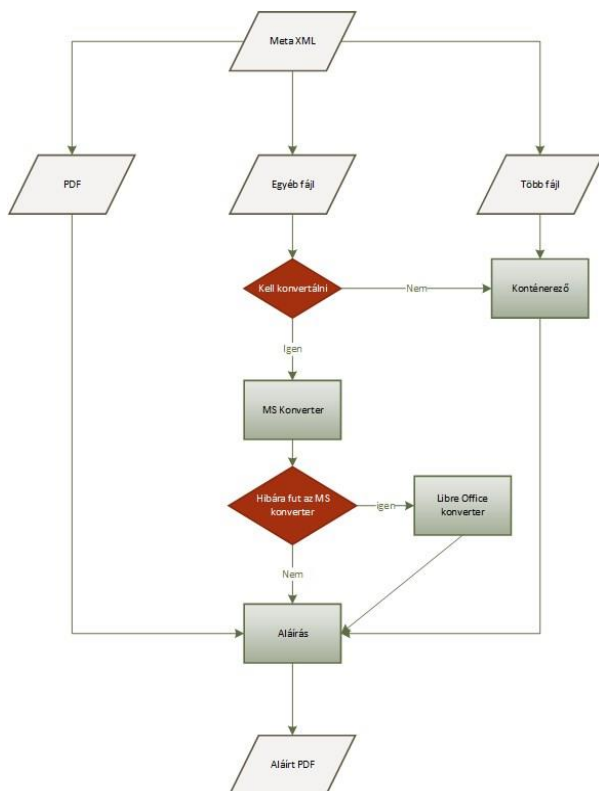 Meta XML
PDF
Egyéb fájl
Több fájl
Kell konvertálni
Nem
Konténerező
Igen
MS Konverter
Hibára fut az MS
konverter
igen
Libre Office
konverter
Nem
Aláírás
Aláírt PDF